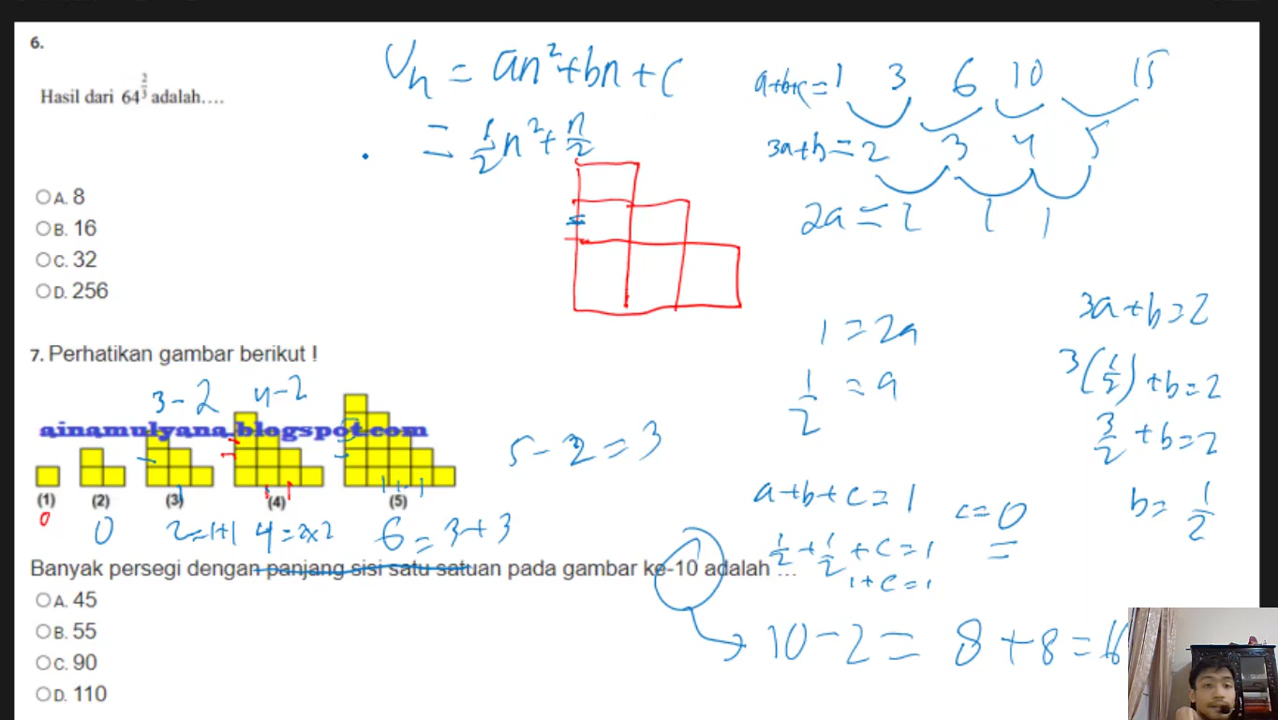 6.
Hasil dari 64^(2/3) adalah....
A. 8
B. 16
C. 32
D. 256
Un = an²+bn+c
= 1/2 n²+ n/2
a+b+c=1 3 6 10 15
3a+b=2 3 4 5
2a=1 1 1
1=2a
1/2 = a
3a+b=2
3(1/2)+b=2
3/2+b=2
b=1/2
7. Perhatikan gambar berikut !
3-2 4-2
ainamulyana.blogspot.com
5-2=3
(1) (2) (3) (4) (5)
0 0 2=1+1 4=2x2 6=3+3
a+b+c=1 c=0
1/2+1/2+c=1
1+c=1
Banyak persegi dengan panjang sisi satu satuan pada gambar ke-10 adalah ...
A. 45
B. 55
C. 90
D. 110
10-2= 8+8=16